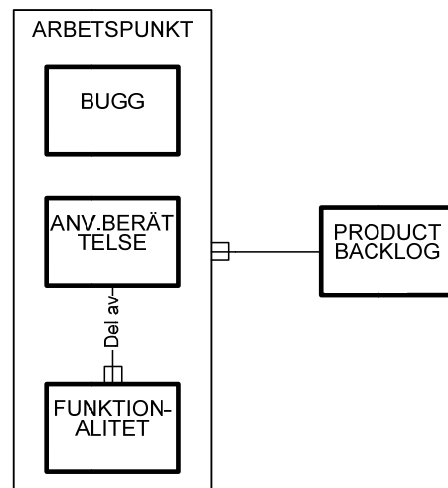 ARBETSPUNKT
BUGG
ANV.BERÄT
TELSE
Del av
FUNKTION-
ALITET
PRODUCT
BACKLOG